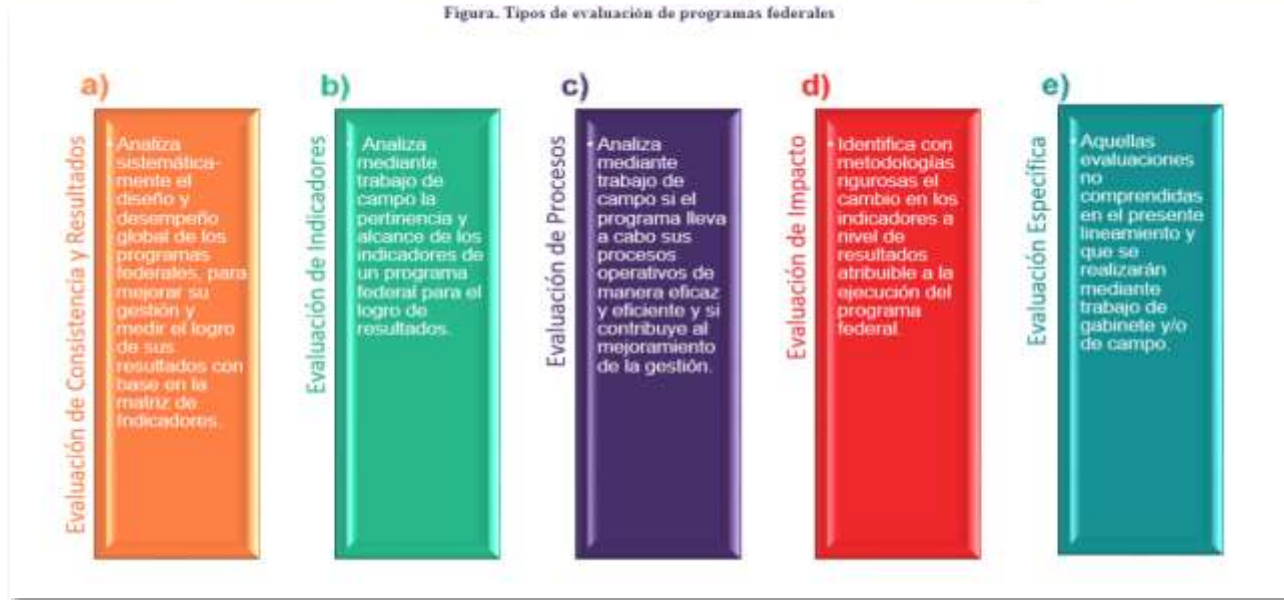 Figura. Tipos de evaluación de programas federales
a)
Evaluación de Consistencia y Resultados
• Analiza
sistemática-
mente el
diseño y
desempeño
global de los
programas
federales, para
mejorar su
gestión y
medir el logro
de sus
resultados con
base en la
matriz de
Indicadores.
b)
Evaluación de Indicadores
• Analiza
mediante
trabajo de
campo la
pertinencia y
alcance de los
indicadores de
un programa
federal para el
logro de
resultados.
c)
Evaluación de Procesos
• Analiza
mediante
trabajo de
campo si el
programa lleva
a cabo sus
procesos
operativos de
manera eficaz
y eficiente y si
contribuye al
mejoramiento
de la gestión.
d)
Evaluación de Impacto
• Identifica con
metodologías
rigurosas el
cambio en los
indicadores a
nivel de
resultados
atribuible a la
ejecución del
programa
federal.
e)
Evaluación Específica
• Aquellas
evaluaciones
no
comprendidas
en el presente
lineamiento y
que se
realizarán
mediante
trabajo de
gabinete y/o
de campo.